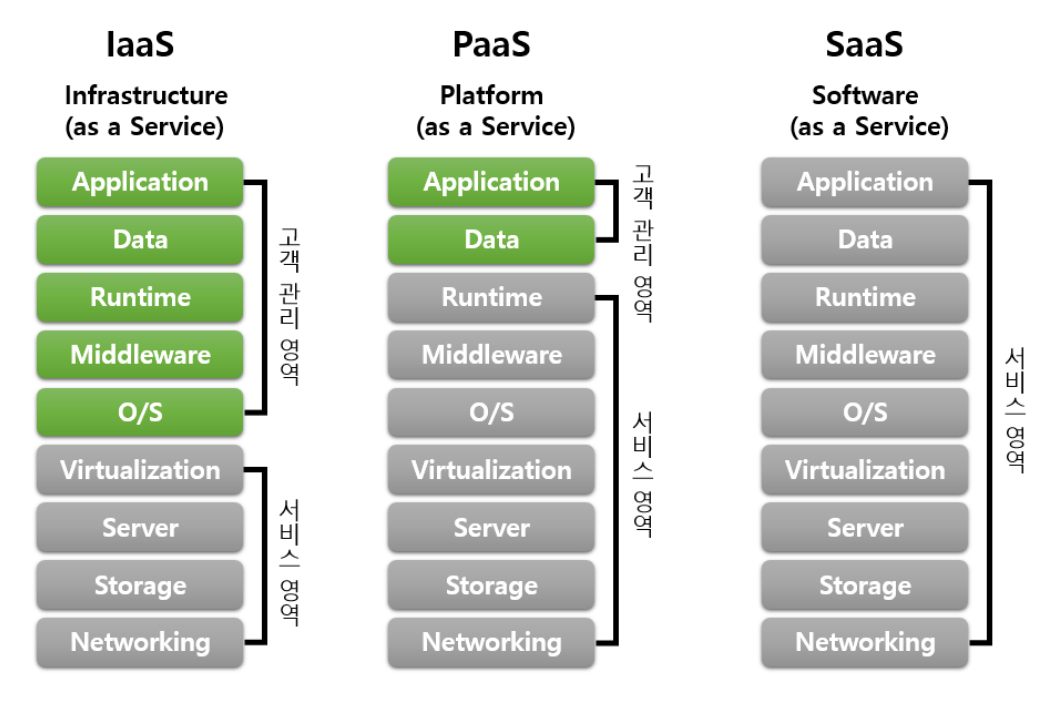 IaaS
Infrastructure
(as a Service)
Application
Data
Runtime
Middleware
O/S
Virtualization
Server
Storage
Networking
고객 관리 영역
서비스 영역
PaaS
Platform
(as a Service)
Application
Data
Runtime
Middleware
O/S
Virtualization
Server
Storage
Networking
고객 관리 영역
서비스 영역
SaaS
Software
(as a Service)
Application
Data
Runtime
Middleware
O/S
Virtualization
Server
Storage
Networking
서비스 영역